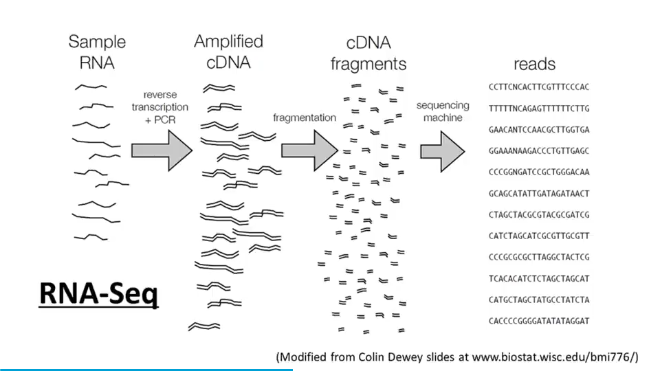 Sample
RNA
Amplified
cDNA
cDNA
fragments
reads
reverse
transcription
+ PCR
fragmentation
sequencing
machine
CCTTCNCACTTCGTTTCCCAC
TTTTTNCAGAGTTTTTTCTTG
GAACANTCCAACGCTTGGTGA
GGAAANAAGACCCTGTTGAGC
CCCGGNGATCCGCTGGGACAA
GCAGCATATTGATAGATAACT
CTAGCTACGCGTACGCGATCG
CATCTAGCATCGCGTTGCGTT
CCCGCGCGCTTAGGCTACTCG
TCACACATCTCTAGCTAGCAT
CATGCTAGCTATGCCTATCTA
CACCCCGGGGATATATAGGAT
RNA-Seq
(Modified from Colin Dewey slides at www.biostat.wisc.edu/bmi776/)